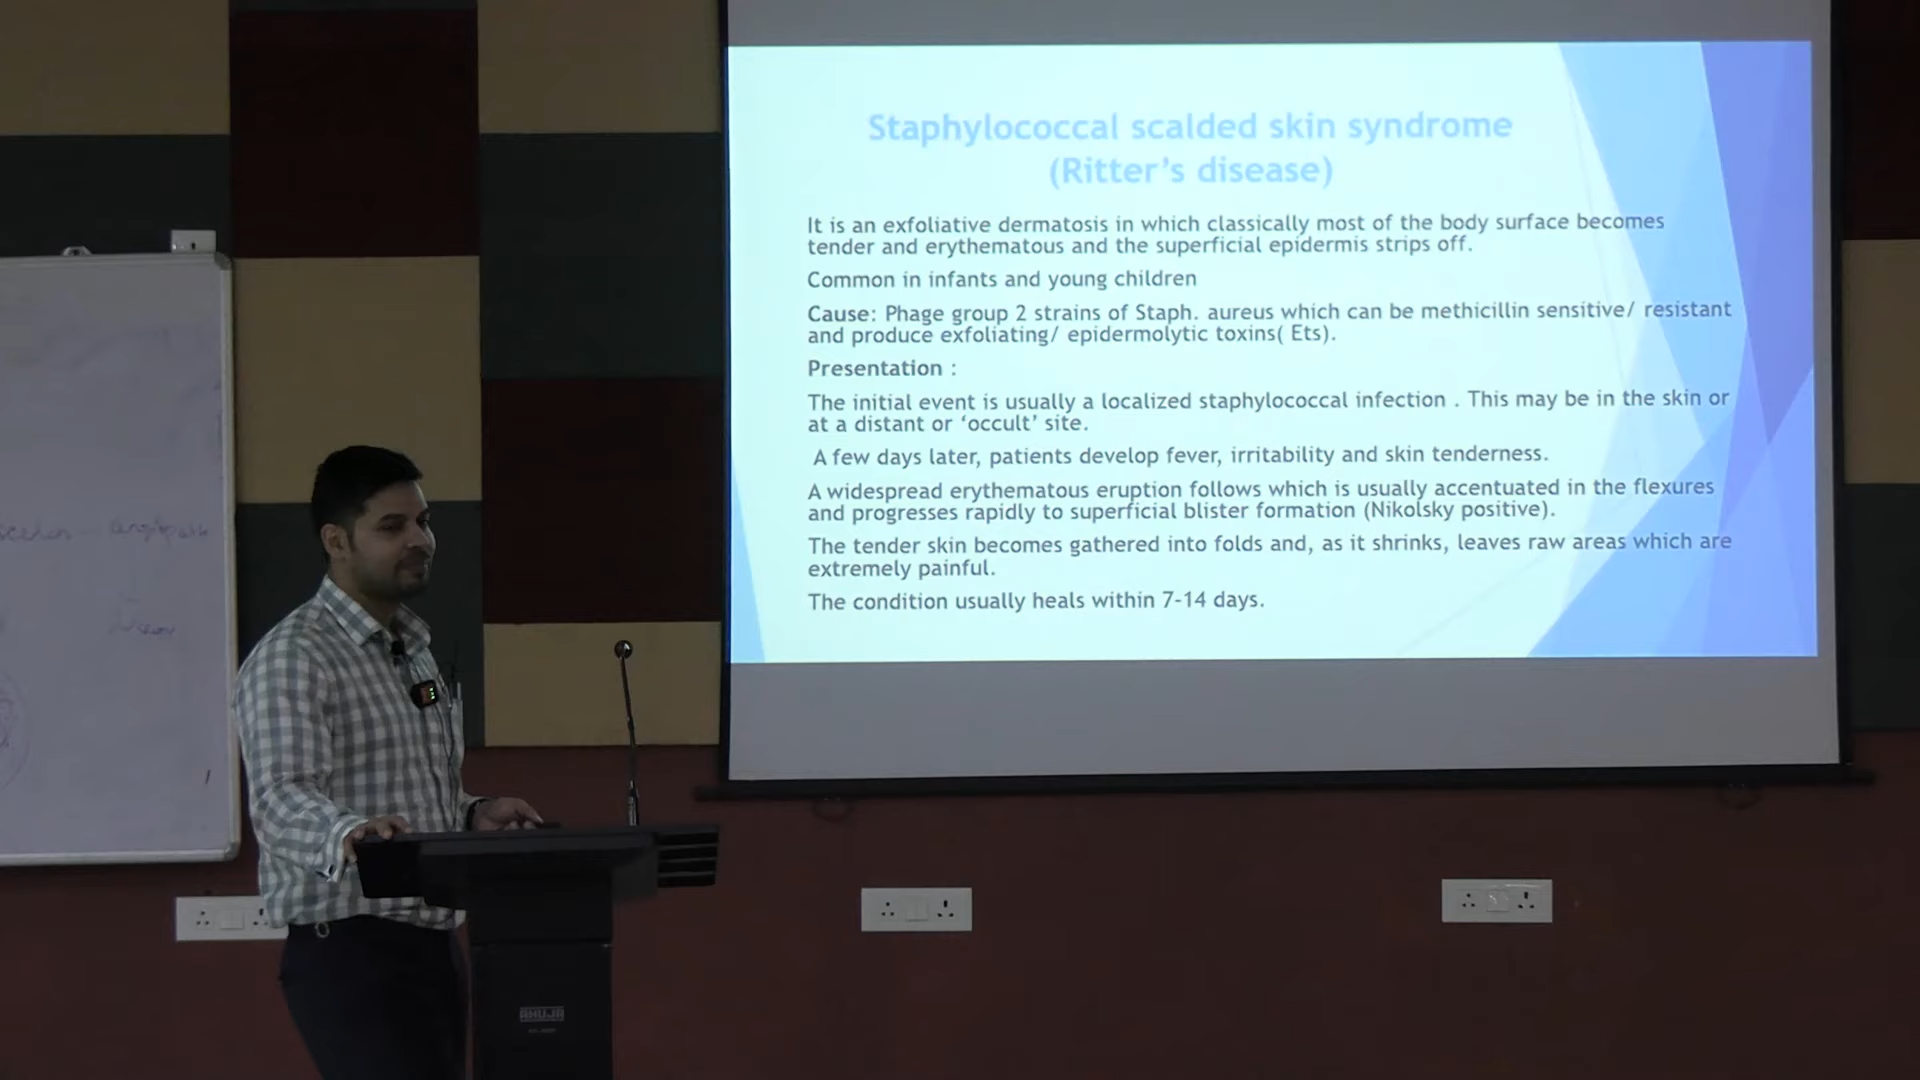 Staphylococcal scalded skin syndrome
(Ritter's disease)
It is an exfoliative dermatosis in which classically most of the body surface becomes
tender and erythematous and the superficial epidermis strips off.
Common in infants and young children
Cause: Phage group 2 strains of Staph. aureus which can be methicillin sensitive/ resistant
and produce exfoliating/ epidermolytic toxins( Ets).
Presentation :
The initial event is usually a localized staphylococcal infection . This may be in the skin or
at a distant or ‘occult’ site.
A few days later, patients develop fever, irritability and skin tenderness.
A widespread erythematous eruption follows which is usually accentuated in the flexures
and progresses rapidly to superficial blister formation (Nikolsky positive).
The tender skin becomes gathered into folds and, as it shrinks, leaves raw areas which are
extremely painful.
The condition usually heals within 7-14 days.
AHUJA